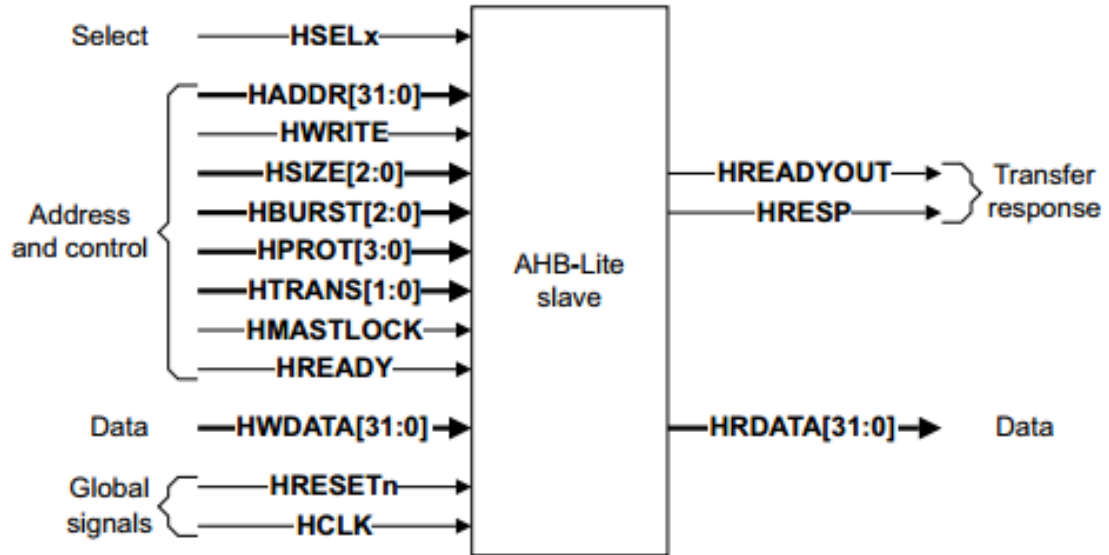 Select
HSELx
HADDR[31:0]
HWRITE
HSIZE[2:0]
HBURST[2:0]
HPROT[3:0]
HTRANS[1:0]
HMASTLOCK
HREADY
Address
and control
Data
HWDATA[31:0]
Global
signals
HRESETn
HCLK
AHB-Lite
slave
HREADYOUT
HRESP
Transfer
response
HRDATA[31:0]
Data